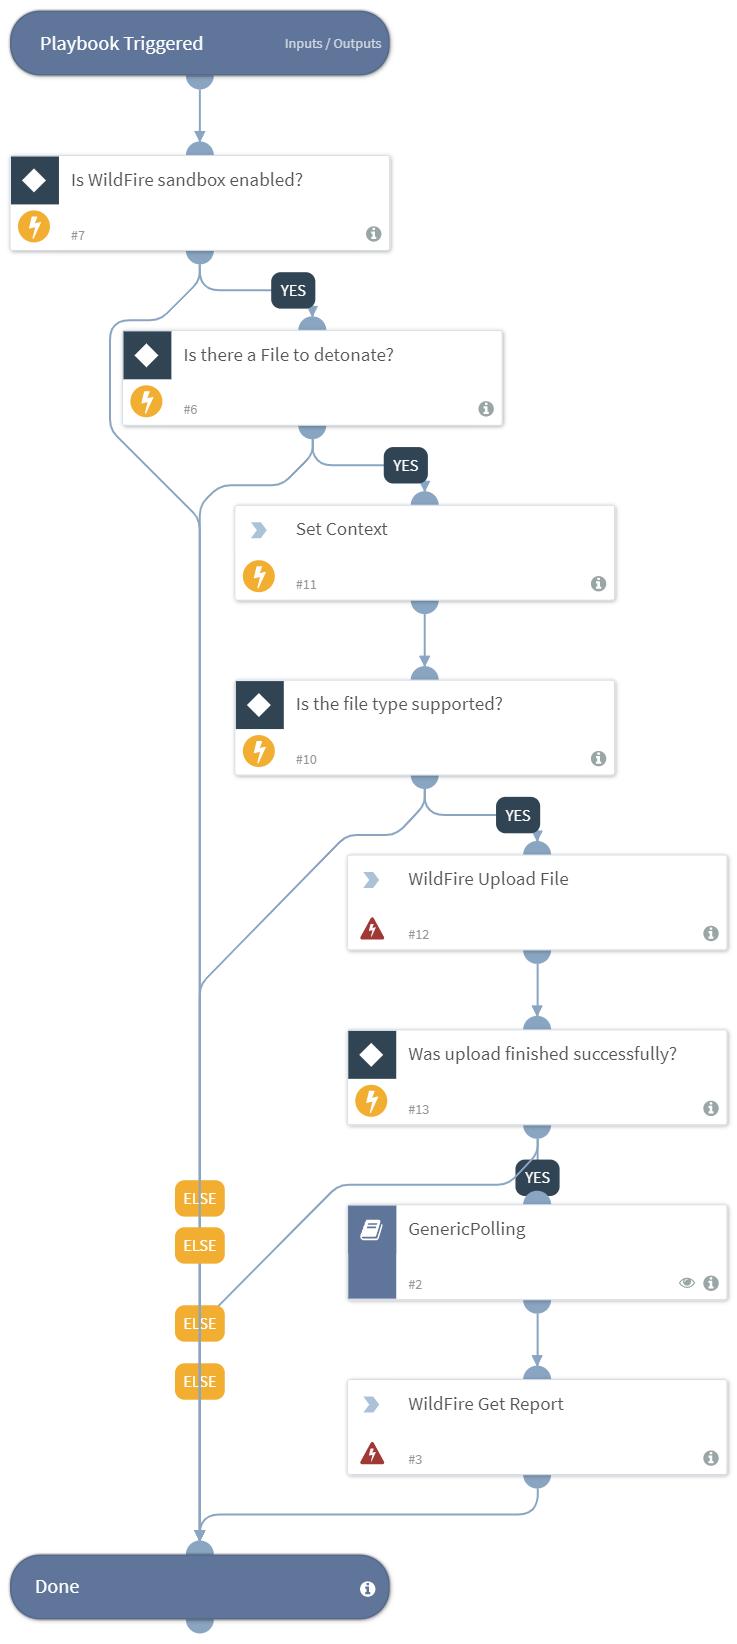 Playbook Triggered
Inputs / Outputs
Is WildFire sandbox enabled?
#7
YES
Is there a File to detonate?
#6
YES
Set Context
#11
Is the file type supported?
#10
YES
WildFire Upload File
#12
Was upload finished successfully?
#13
YES
ELSE
GenericPolling
ELSE
#2
ELSE
ELSE
WildFire Get Report
#3
Done